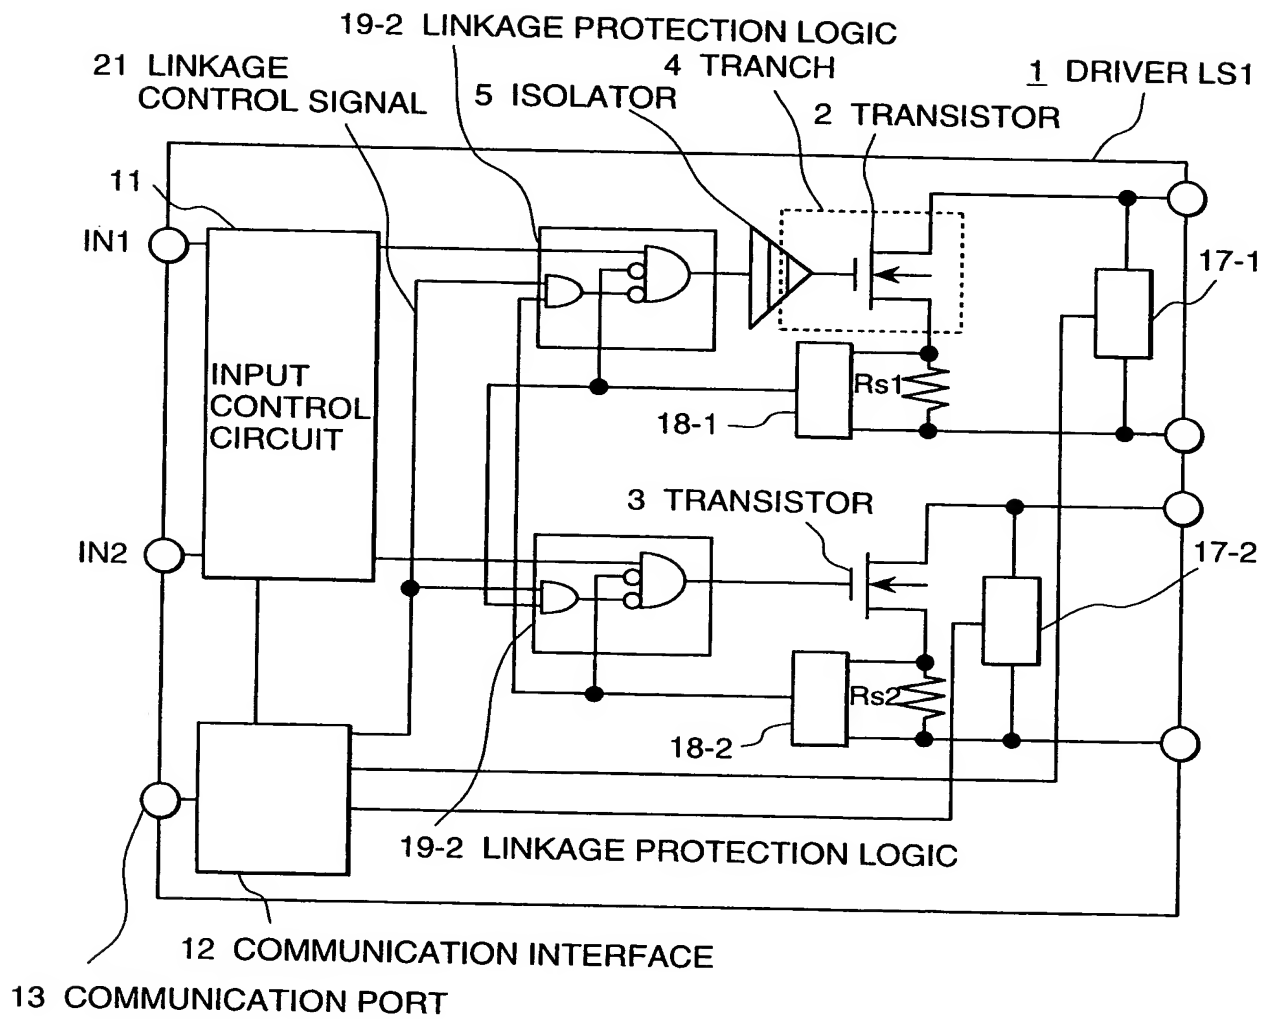 19-2 LINKAGE PROTECTION LOGIC
21 LINKAGE
CONTROL SIGNAL
4 TRANCH
1 DRIVER LS1
5 ISOLATOR
2 TRANSISTOR
11
IN1
17-1
INPUT
CONTROL
CIRCUIT
Rs1
18-1
3 TRANSISTOR
IN2
17-2
Rs2
18-2
19-2 LINKAGE PROTECTION LOGIC
12 COMMUNICATION INTERFACE
13 COMMUNICATION PORT